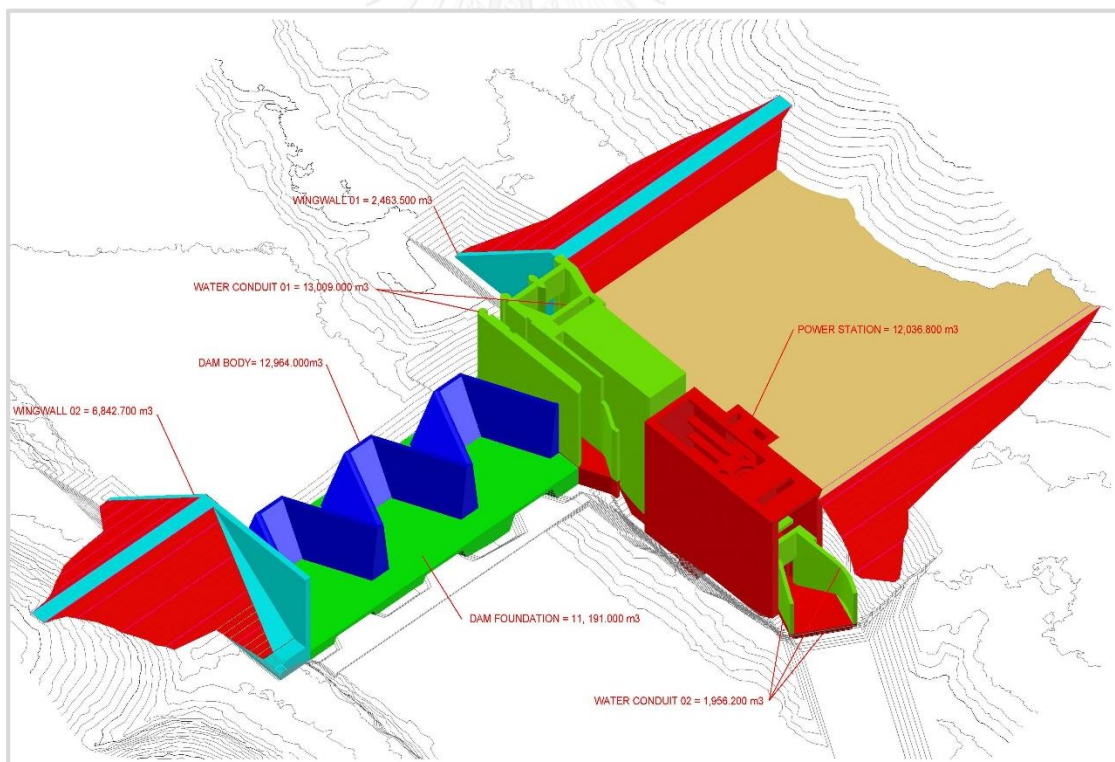 WINGWALL 01 = 2,463.500 m3
WATER CONDUIT 01 = 13,009.000 m3
POWER STATION = 12,036.800 m3
DAM BODY= 12,964.000m3
WINGWALL 02 = 6,842.700 m3
DAM FOUNDATION = 11, 191.000 m3
WATER CONDUIT 02 = 1,956.200 m3